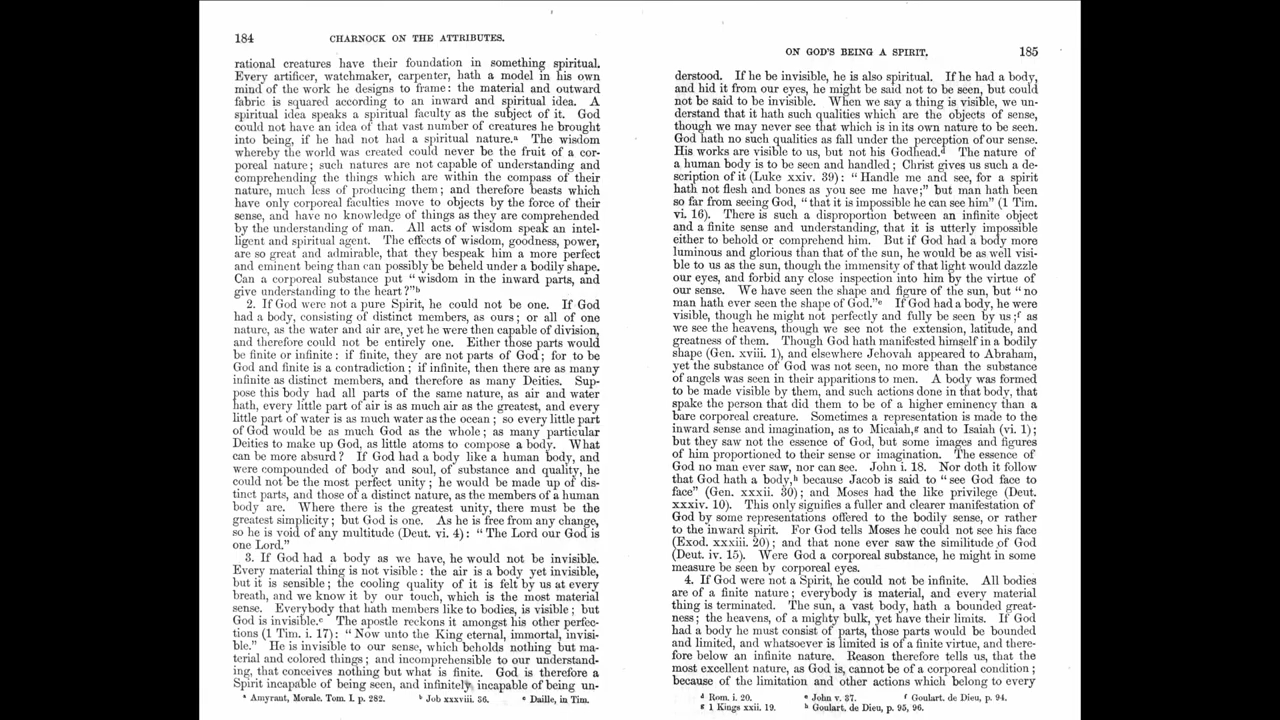 184 CHARNOCK ON THE ATTRIBUTES.
rational creatures have their foundation in something spiritual.
Every artificer, watchmaker, carpenter, hath a model in his own
mind of the work he designs to frame: the material and outward
fabric is squared according to an inward and spiritual idea. A
spiritual idea speaks a spiritual faculty as the subject of it. God
could not have an idea of that vast number of creatures he brought
into being, if he had not had a spiritual nature.ᵃ The wisdom
whereby the world was created could never be the fruit of a cor-
poreal nature; such natures are not capable of understanding and
comprehending the things which are within the compass of their
nature, much less of producing them; and therefore beasts which
have only corporeal faculties move to objects by the force of their
sense, and have no knowledge of things as they are comprehended
by the understanding of man. All acts of wisdom speak an intel-
ligent and spiritual agent. The effects of wisdom, goodness, power,
are so great and admirable, that they bespeak him a more perfect
and eminent being than can possibly be beheld under a bodily shape.
Can a corporeal substance put “wisdom in the inward parts, and
give understanding to the heart?”ᵇ
2. If God were not a pure Spirit, he could not be one. If God
had a body, consisting of distinct members, as ours; or all of one
nature, as the water and air are, yet he were then capable of division,
and therefore could not be entirely one. Either those parts would
be finite or infinite: if finite, they are not parts of God; for to be
God and finite is a contradiction; if infinite, then there are as many
infinite as distinct members, and therefore as many Deities. Sup-
pose this body had all parts of the same nature, as air and water
hath, every little part of air is as much air as the greatest, and every
little part of water is as much water as the ocean; so every little part
of God would be as much God as the whole; as many particular
Deities to make up God, as little atoms to compose a body. What
can be more absurd? If God had a body like a human body, and
were compounded of body and soul, of substance and quality, he
could not be the most perfect unity; he would be made up of dis-
tinct parts, and those of a distinct nature, as the members of a human
body are. Where there is the greatest unity, there must be the
greatest simplicity; but God is one. As he is free from any change,
so he is void of any multitude (Deut. vi. 4): “The Lord our God is
one Lord.”
3. If God had a body as we have, he would not be invisible.
Every material thing is not visible: the air is a body yet invisible,
but it is sensible; the cooling quality of it is felt by us at every
breath, and we know it by our touch, which is the most material
sense. Everybody that hath members like to bodies, is visible; but
God is invisible.ᶜ The apostle reckons it amongst his other perfec-
tions (1 Tim. i. 17): “Now unto the King eternal, immortal, invisi-
ble.” He is invisible to our sense, which beholds nothing but ma-
terial and colored things; and incomprehensible to our understand-
ing, that conceives nothing but what is finite. God is therefore a
Spirit incapable of being seen, and infinitely incapable of being un-
ᵃ Amyrant, Morale. Tom. I. p. 282. ᵇ Job xxxviii. 36. ᶜ Daille, in Tim.
ON GOD'S BEING A SPIRIT. 185
derstood. If he be invisible, he is also spiritual. If he had a body,
and hid it from our eyes, he might be said not to be seen, but could
not be said to be invisible. When we say a thing is visible, we un-
derstand that it hath such qualities which are the objects of sense,
though we may never see that which is in its own nature to be seen.
God hath no such qualities as fall under the perception of our sense.
His works are visible to us, but not his Godhead.ᵈ The nature of
a human body is to be seen and handled; Christ gives us such a de-
scription of it (Luke xxiv. 39): “Handle me and see, for a spirit
hath not flesh and bones as you see me have;” but man hath been
so far from seeing God, “that it is impossible he can see him” (1 Tim.
vi. 16). There is such a disproportion between an infinite object
and a finite sense and understanding, that it is utterly impossible
either to behold or comprehend him. But if God had a body more
luminous and glorious than that of the sun, he would be as well visi-
ble to us as the sun, though the immensity of that light would dazzle
our eyes, and forbid any close inspection into him by the virtue of
our sense. We have seen the shape and figure of the sun, but “no
man hath ever seen the shape of God.”ᵉ If God had a body, he were
visible, though he might not perfectly and fully be seen by us;ᶠ as
we see the heavens, though we see not the extension, latitude, and
greatness of them. Though God hath manifested himself in a bodily
shape (Gen. xviii. 1), and elsewhere Jehovah appeared to Abraham,
yet the substance of God was not seen, no more than the substance
of angels was seen in their apparitions to men. A body was formed
to be made visible by them, and such actions done in that body, that
spake the person that did them to be of a higher eminency than a
bare corporeal creature. Sometimes a representation is made to the
inward sense and imagination, as to Micaiah,ᵍ and to Isaiah (vi. 1);
but they saw not the essence of God, but some images and figures
of him proportioned to their sense or imagination. The essence of
God no man ever saw, nor can see. John i. 18. Nor doth it follow
that God hath a body,ʰ because Jacob is said to “see God face to
face” (Gen. xxxii. 30); and Moses had the like privilege (Deut.
xxxiv. 10). This only signifies a fuller and clearer manifestation of
God by some representations offered to the bodily sense, or rather
to the inward spirit. For God tells Moses he could not see his face
(Exod. xxxiii. 20); and that none ever saw the similitude of God
(Deut. iv. 15). Were God a corporeal substance, he might in some
measure be seen by corporeal eyes.
4. If God were not a Spirit, he could not be infinite. All bodies
are of a finite nature; everybody is material, and every material
thing is terminated. The sun, a vast body, hath a bounded great-
ness; the heavens, of a mighty bulk, yet have their limits. If God
had a body he must consist of parts, those parts would be bounded
and limited, and whatsoever is limited is of a finite virtue, and there-
fore below an infinite nature. Reason therefore tells us, that the
most excellent nature, as God is, cannot be of a corporeal condition;
because of the limitation and other actions which belong to every
ᵈ Rom. i. 20. ᵉ John v. 37. ᶠ Goulart. de Dieu, p. 94.
ᵍ 1 Kings xxii. 19. ʰ Goulart, de Dieu, p. 95, 96.